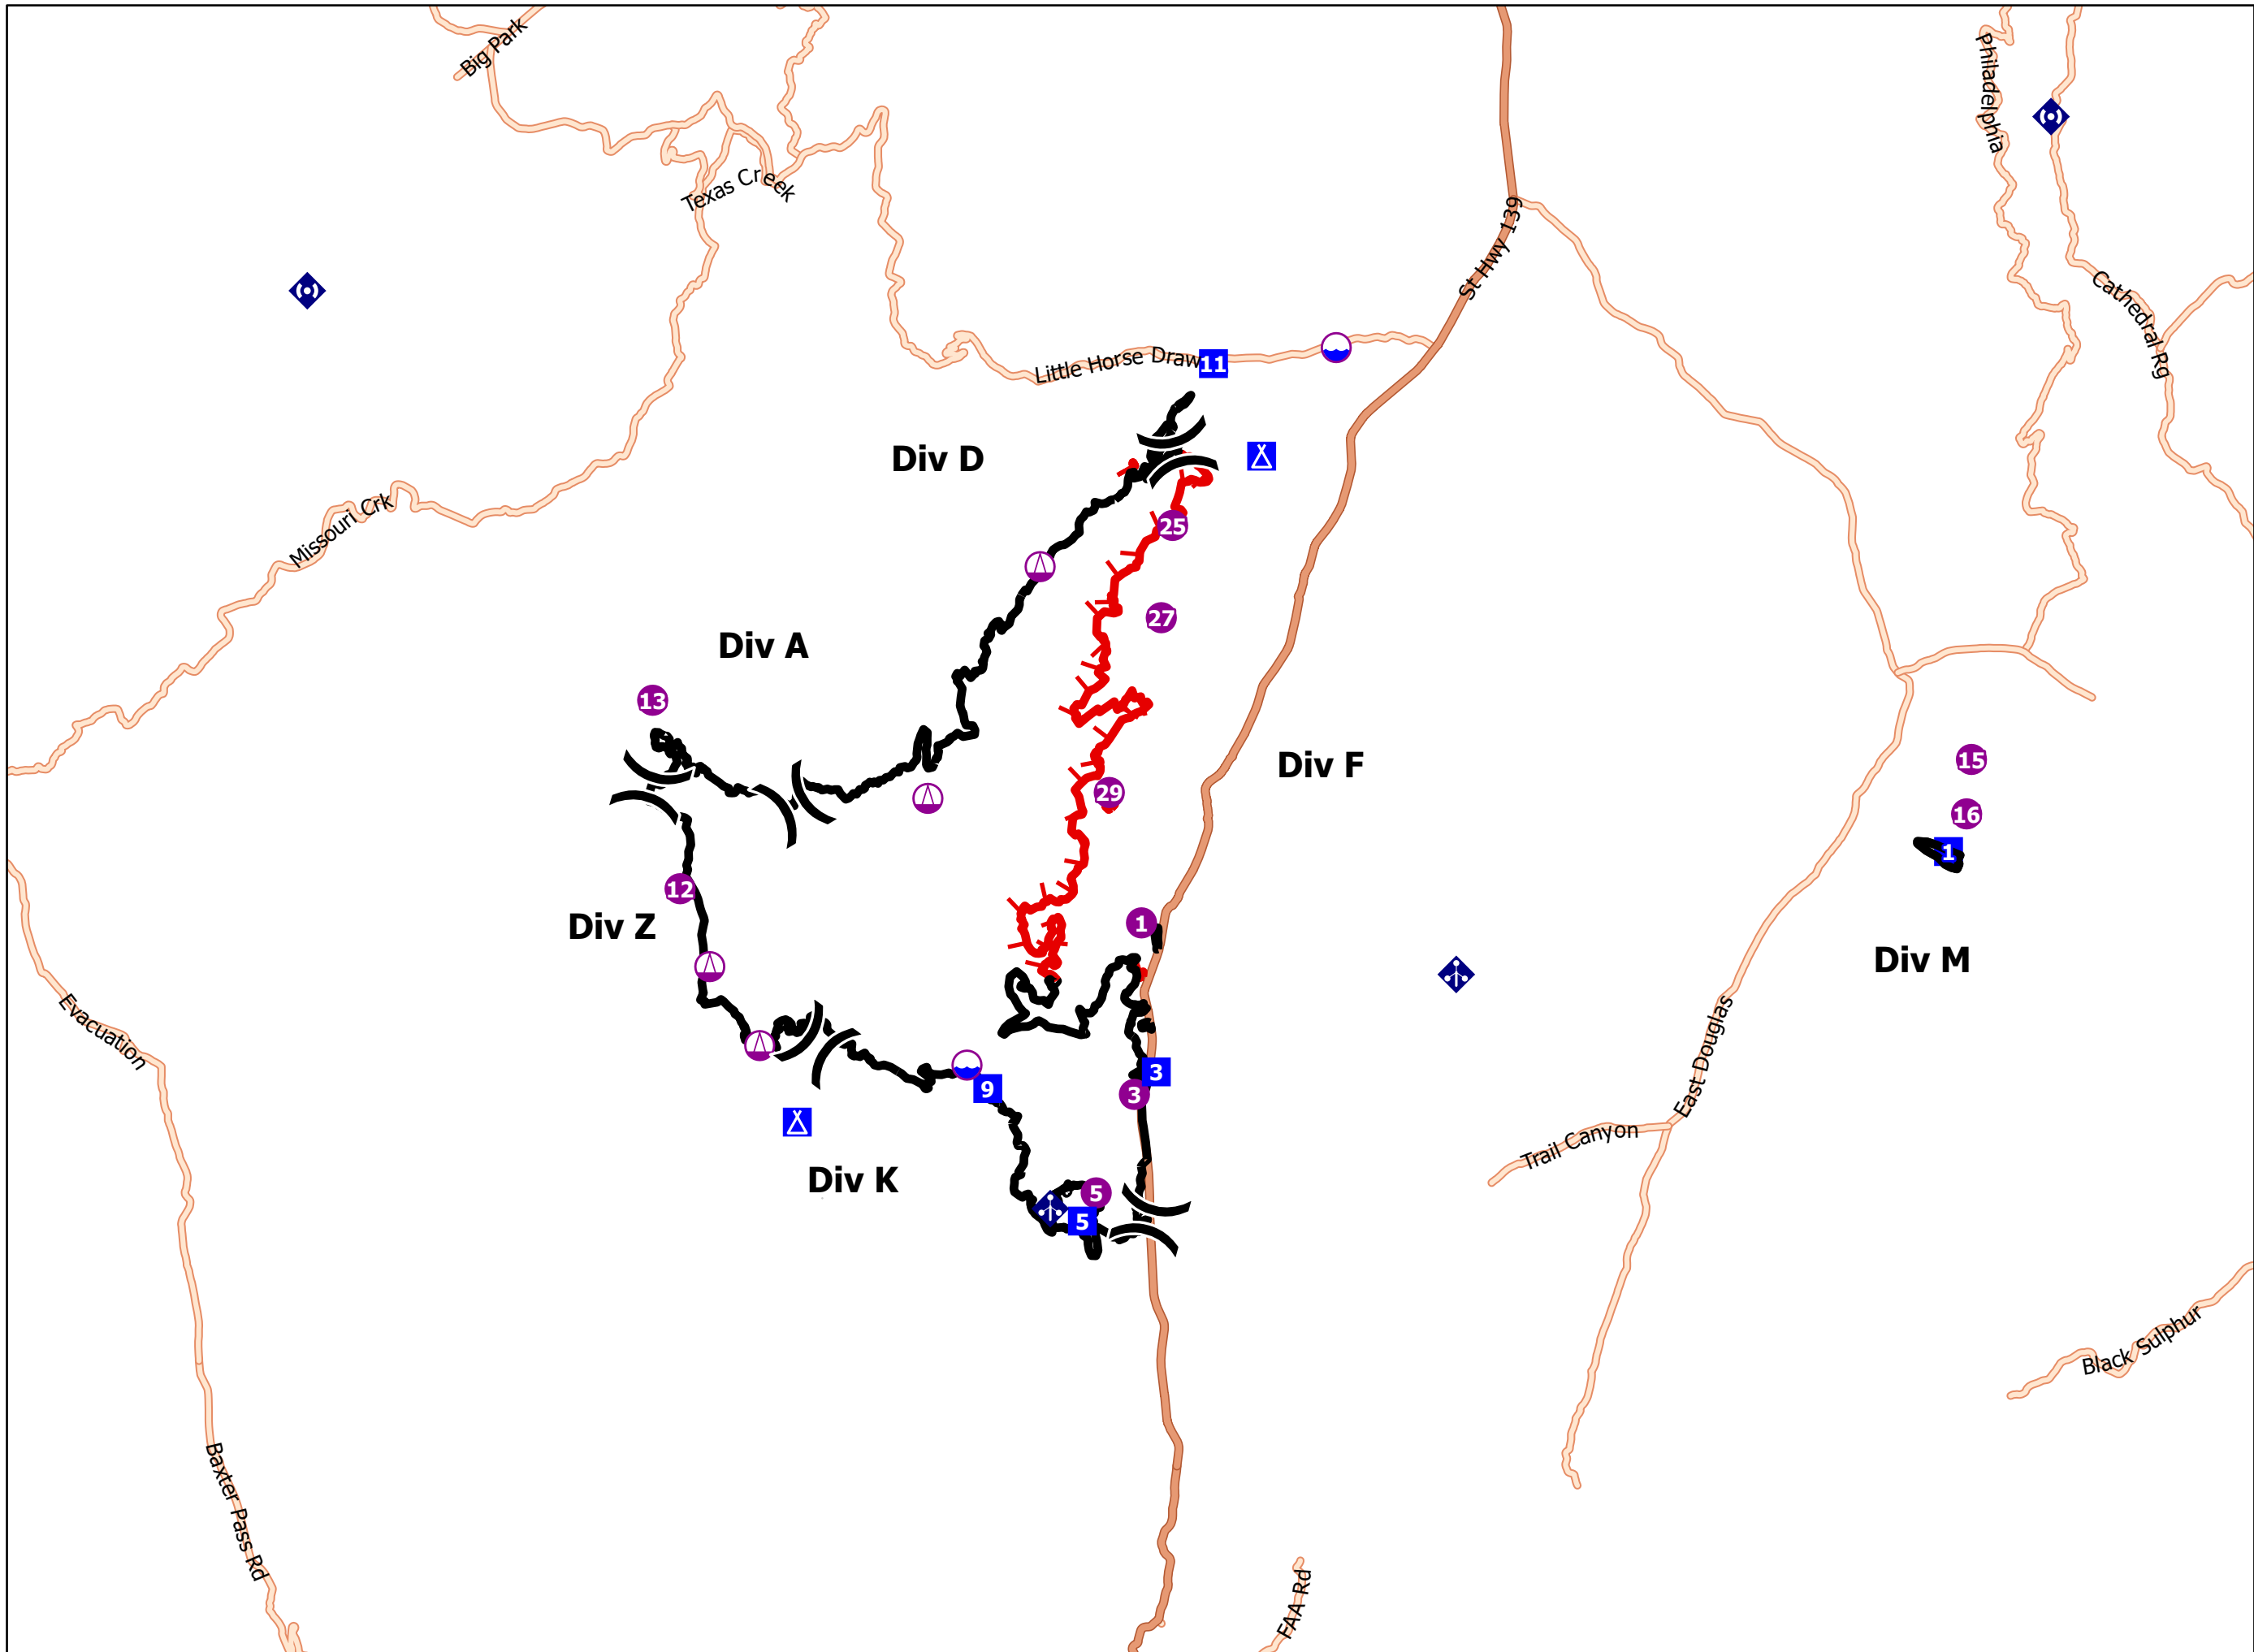 Big Park
Philadelphia
Texas Creek
St Hwy 139
Cathedral Rg
Little Horse Draw
11
Div D
Missouri Crk
25
27
Div A
13
Div F
15
29
16
1
12
Div Z
1
Div M
Evacuation
East Douglas
3
9
3
Trail Canyon
Div K
5
5
Black Sulphur
Baxter Pass Rd
FAA Rd